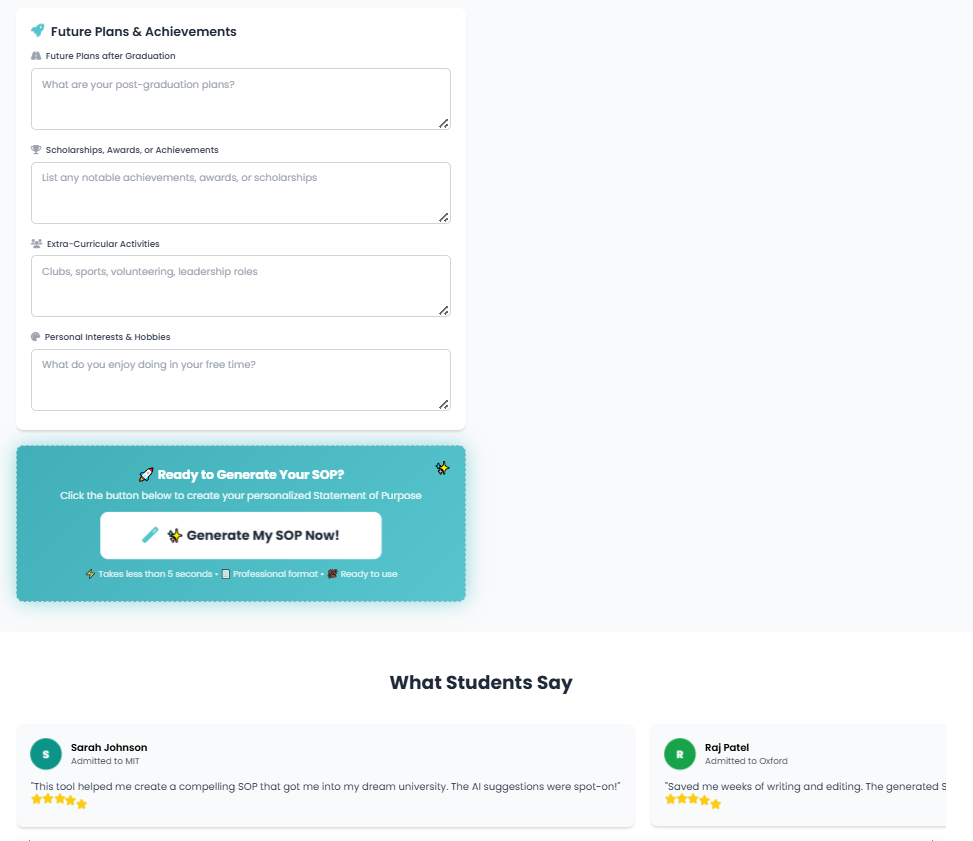 Future Plans & Achievements
Future Plans after Graduation
What are your post-graduation plans?
Scholarships, Awards, or Achievements
List any notable achievements, awards, or scholarships
Extra-Curricular Activities
Clubs, sports, volunteering, leadership roles
Personal Interests & Hobbies
What do you enjoy doing in your free time?
🚀 Ready to Generate Your SOP?
Click the button below to create your personalized Statement of Purpose
✨ Generate My SOP Now!
⚡ Takes less than 5 seconds • 📋 Professional format • 🎯 Ready to use
What Students Say
S
Sarah Johnson
Admitted to MIT
"This tool helped me create a compelling SOP that got me into my dream university. The AI suggestions were spot-on!"
R
Raj Patel
Admitted to Oxford
"Saved me weeks of writing and editing. The generated S